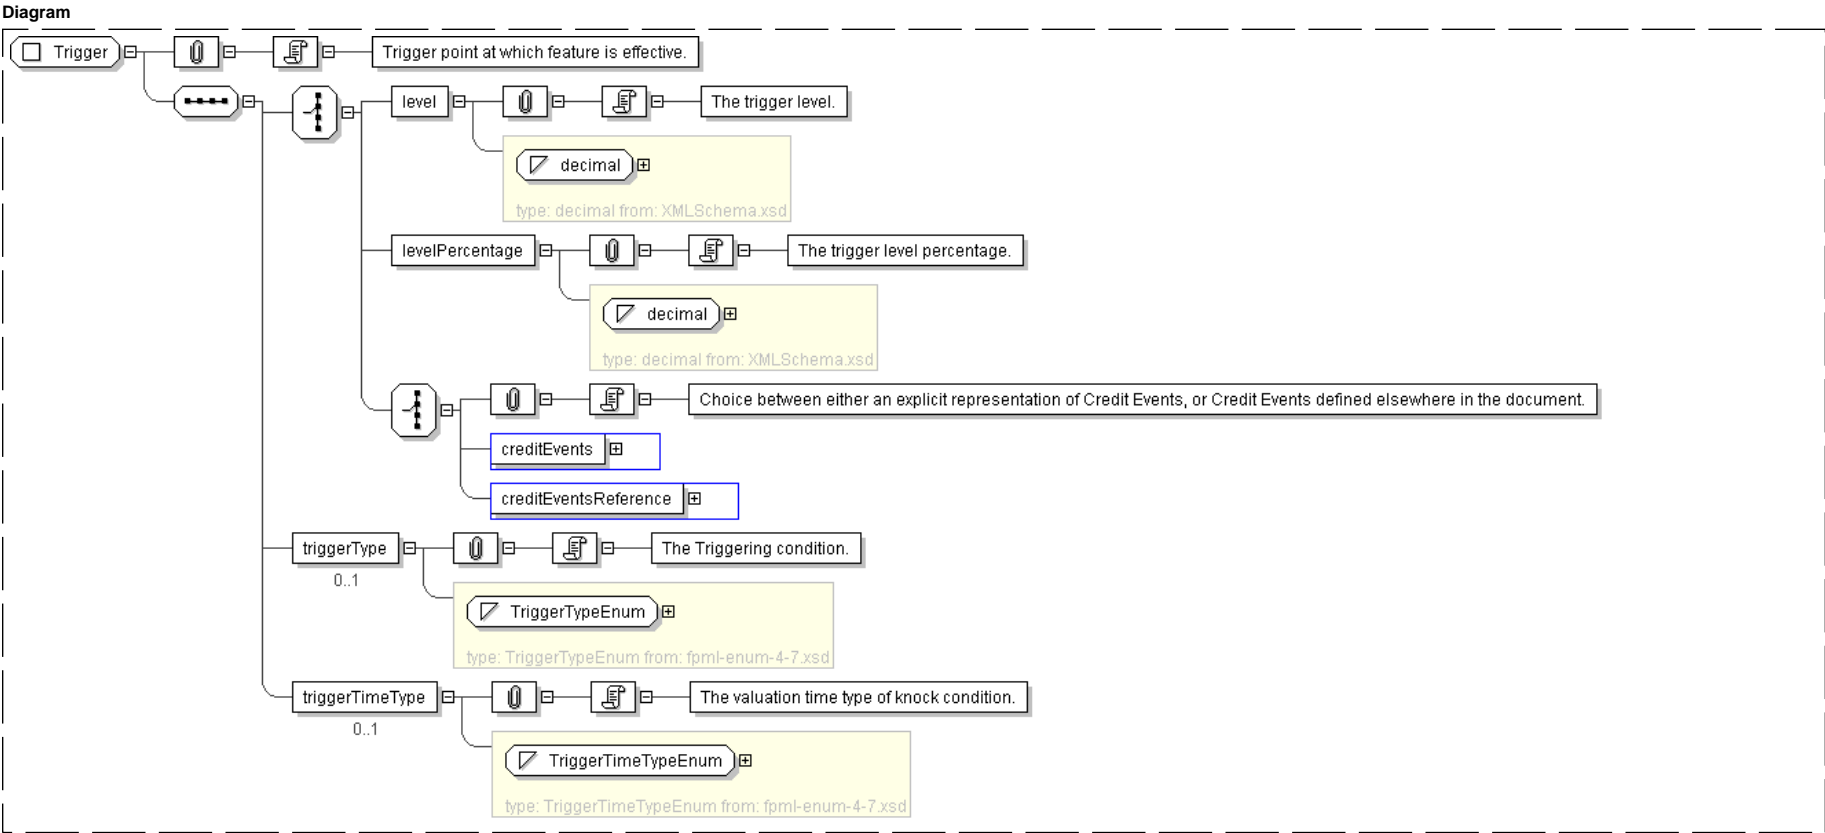 Diagram
Trigger
Trigger point at which feature is effective.
level
The trigger level.
decimal
type: decimal from: XMLSchema.xsd
levelPercentage
The trigger level percentage.
decimal
type: decimal from: XMLSchema.xsd
Choice between either an explicit representation of Credit Events, or Credit Events defined elsewhere in the document.
creditEvents
creditEventsReference
triggerType
The Triggering condition.
0..1
TriggerTypeEnum
type: TriggerTypeEnum from: fpml-enum-4-7.xsd
triggerTimeType
The valuation time type of knock condition.
0..1
TriggerTimeTypeEnum
type: TriggerTimeTypeEnum from: fpml-enum-4-7.xsd